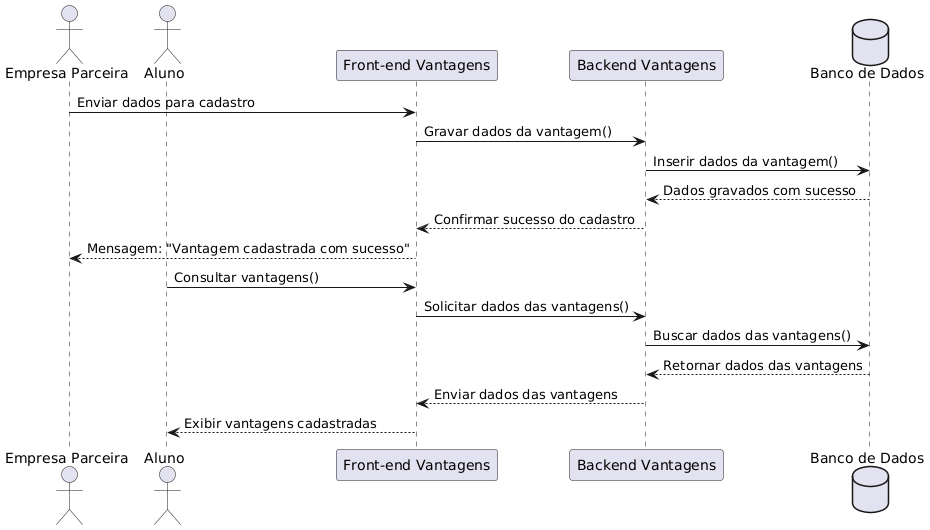 Empresa Parceira
Aluno
Front-end Vantagens
Backend Vantagens
Banco de Dados
Enviar dados para cadastro
Gravar dados da vantagem()
Inserir dados da vantagem()
Dados gravados com sucesso
Confirmar sucesso do cadastro
Mensagem: "Vantagem cadastrada com sucesso"
Consultar vantagens()
Solicitar dados das vantagens()
Buscar dados das vantagens()
Retornar dados das vantagens
Enviar dados das vantagens
Exibir vantagens cadastradas
Empresa Parceira
Aluno
Front-end Vantagens
Backend Vantagens
Banco de Dados